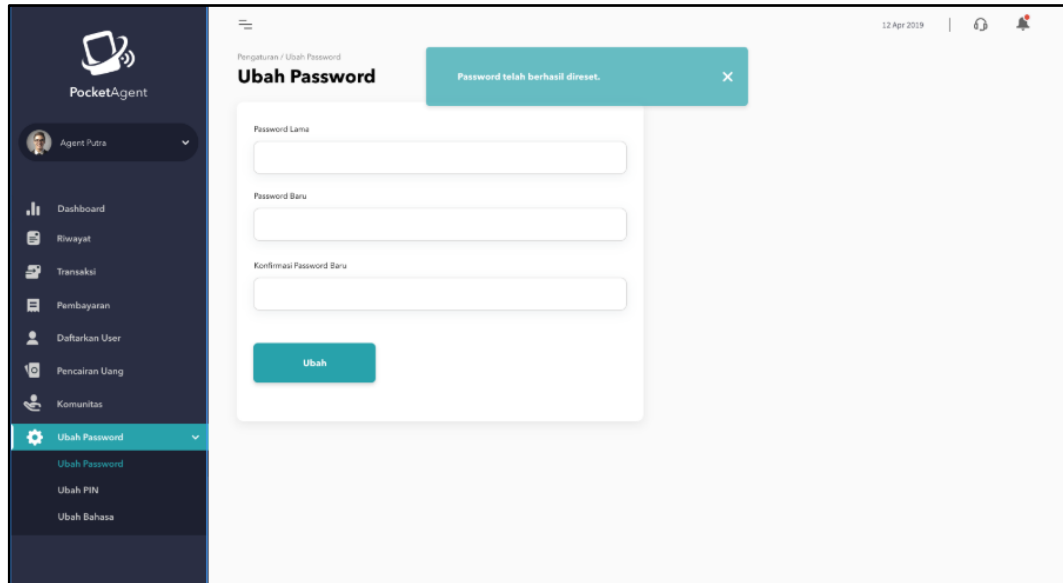 PocketAgent
Agent Putra
Dashboard
Riwayat
Transaksi
Pembayaran
Daftarkan User
Pencairan Uang
Komunitas
Ubah Password
Ubah Password
Ubah PIN
Ubah Bahasa
12 Apr 2019
Pengaturan / Ubah Password
Ubah Password
Password telah berhasil direset.
Password Lama
Password Baru
Konfirmasi Password Baru
Ubah